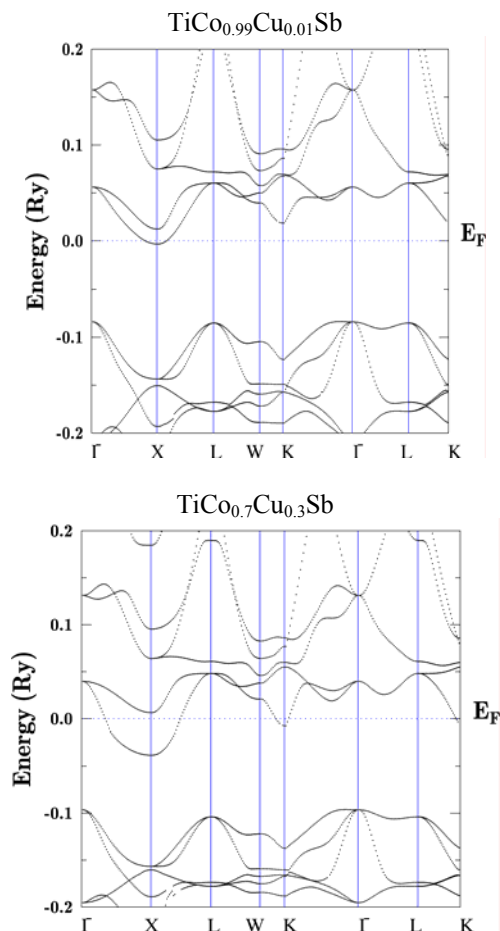 TiCo0.99Cu0.01Sb
0.2
0.1
0.0
-0.1
-0.2
Energy (Ry)
EF
Γ X L W K Γ L K
TiCo0.7Cu0.3Sb
0.2
0.1
0.0
-0.1
-0.2
Energy (Ry)
EF
Γ X L W K Γ L K